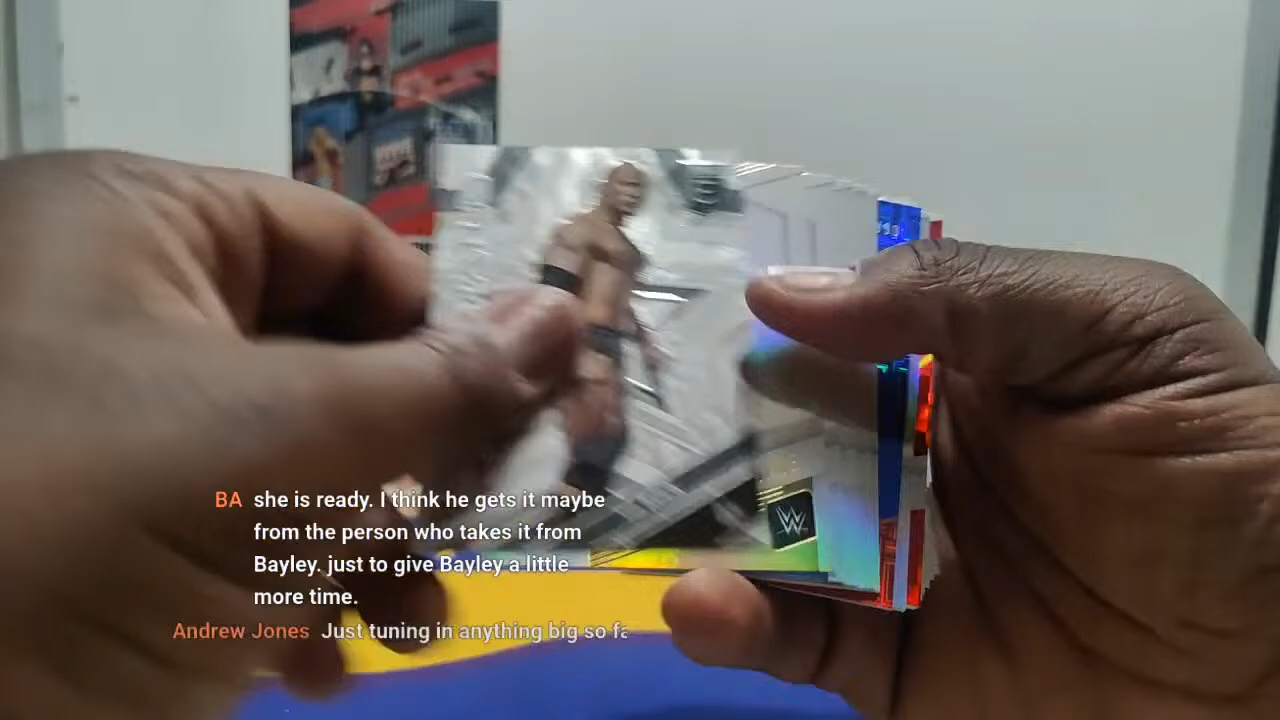 BA she is ready. I think he gets it maybe
from the person who takes it from
Bayley. just to give Bayley a little
more time.
Andrew Jones Just tuning in anything big so fa
W